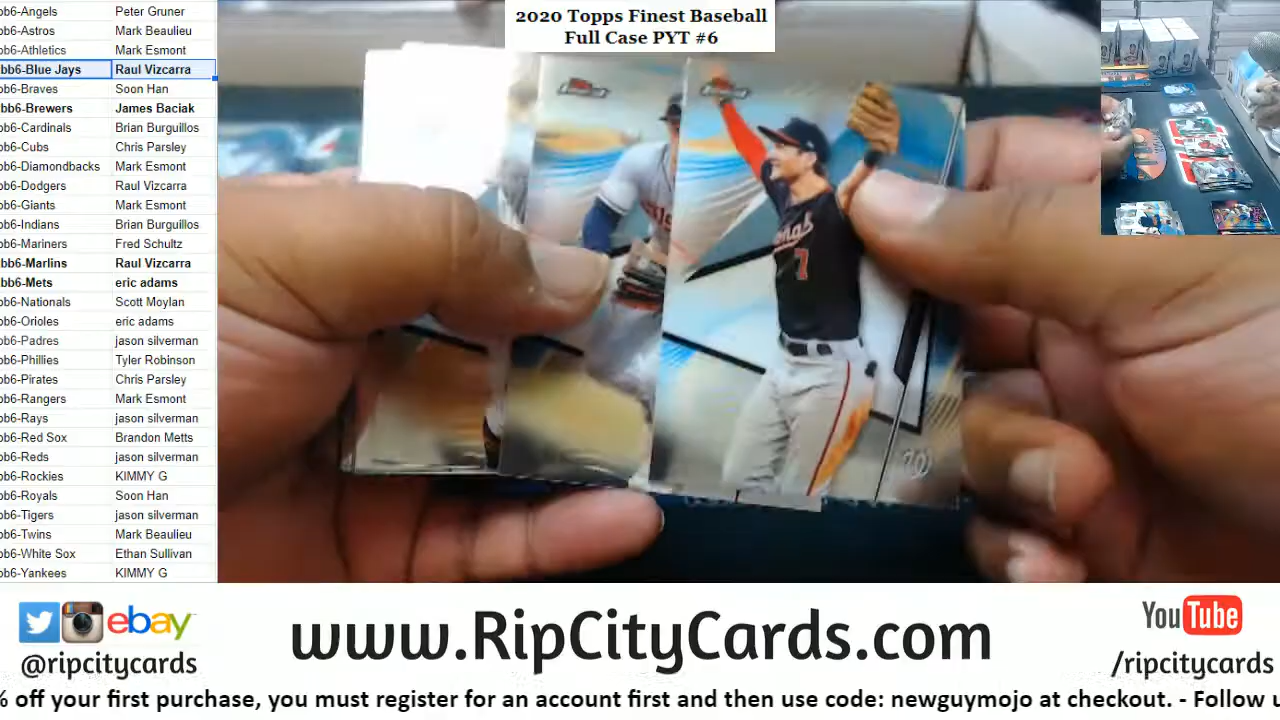 2020 Topps Finest Baseball
Full Case PYT #6
bb6-Angels Peter Gruner
bb6-Astros Mark Beaulieu
bb6-Athletics Mark Esmont
bb6-Blue Jays Raul Vizcarra
bb6-Braves Soon Han
bb6-Brewers James Baciak
bb6-Cardinals Brian Burguillos
bb6-Cubs Chris Parsley
bb6-Diamondbacks Mark Esmont
bb6-Dodgers Raul Vizcarra
bb6-Giants Mark Esmont
bb6-Indians Brian Burguillos
bb6-Mariners Fred Schultz
bb6-Marlins Raul Vizcarra
bb6-Mets eric adams
bb6-Nationals Scott Moylan
bb6-Orioles eric adams
bb6-Padres jason silverman
bb6-Phillies Tyler Robinson
bb6-Pirates Chris Parsley
bb6-Rangers Mark Esmont
bb6-Rays jason silverman
bb6-Red Sox Brandon Metts
bb6-Reds jason silverman
bb6-Rockies KIMMY G
bb6-Royals Soon Han
bb6-Tigers jason silverman
bb6-Twins Mark Beaulieu
bb6-White Sox Ethan Sullivan
bb6-Yankees KIMMY G
7
W
ebay
@ripcitycards
www.RipCityCards.com
YouTube
/ripcitycards
% off your first purchase, you must register for an account first and then use code: newguymojo at checkout. - Follow u